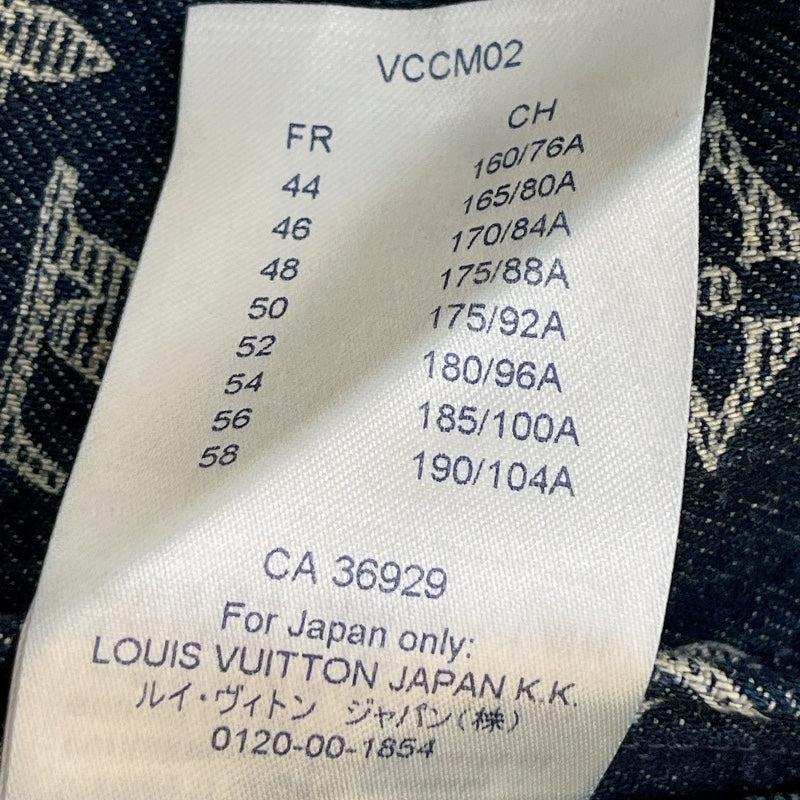 VCCM02
FR CH
44 160/76A
46 165/80A
48 170/84A
50 175/88A
52 175/92A
54 180/96A
56 185/100A
58 190/104A
CA 36929
For Japan only:
LOUIS VUITTON JAPAN K.K.
ルイ・ヴィトン ジャパン(株)
0120-00-1854